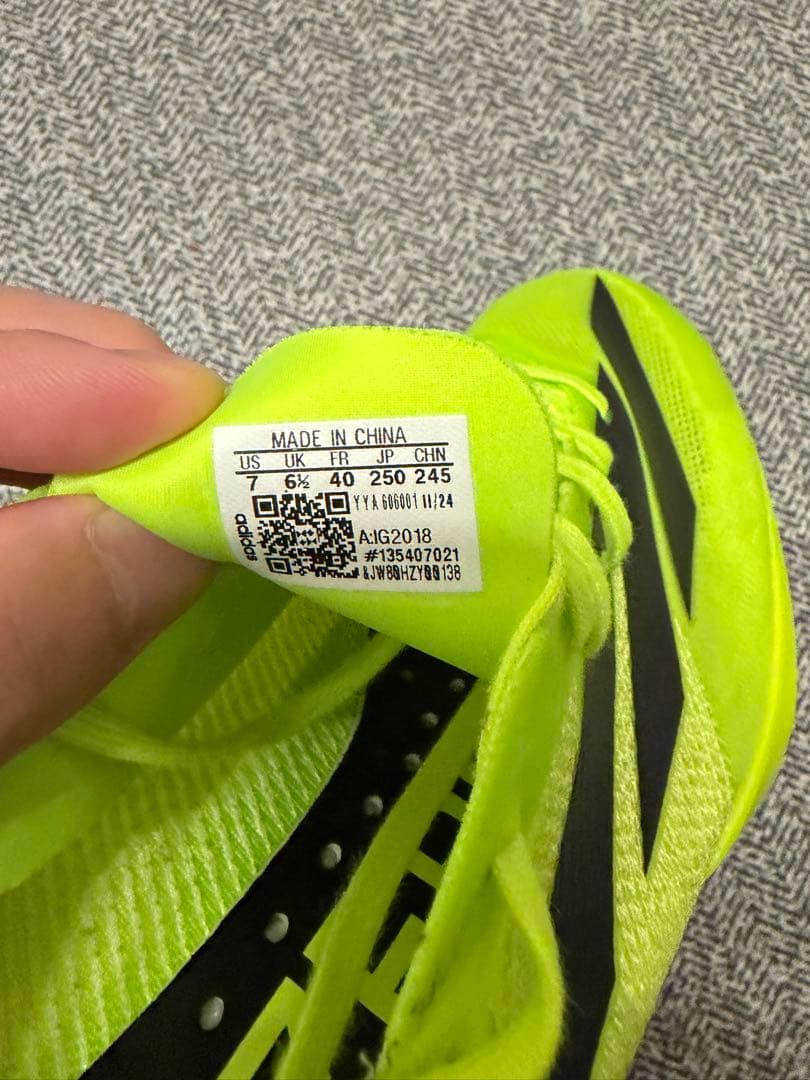 MADE IN CHINA
US UK FR JP CHN
7 6½ 40 250 245
YYA 606001 11/24
adidas
A:IG2018
#135407021
&JW80HZY00138